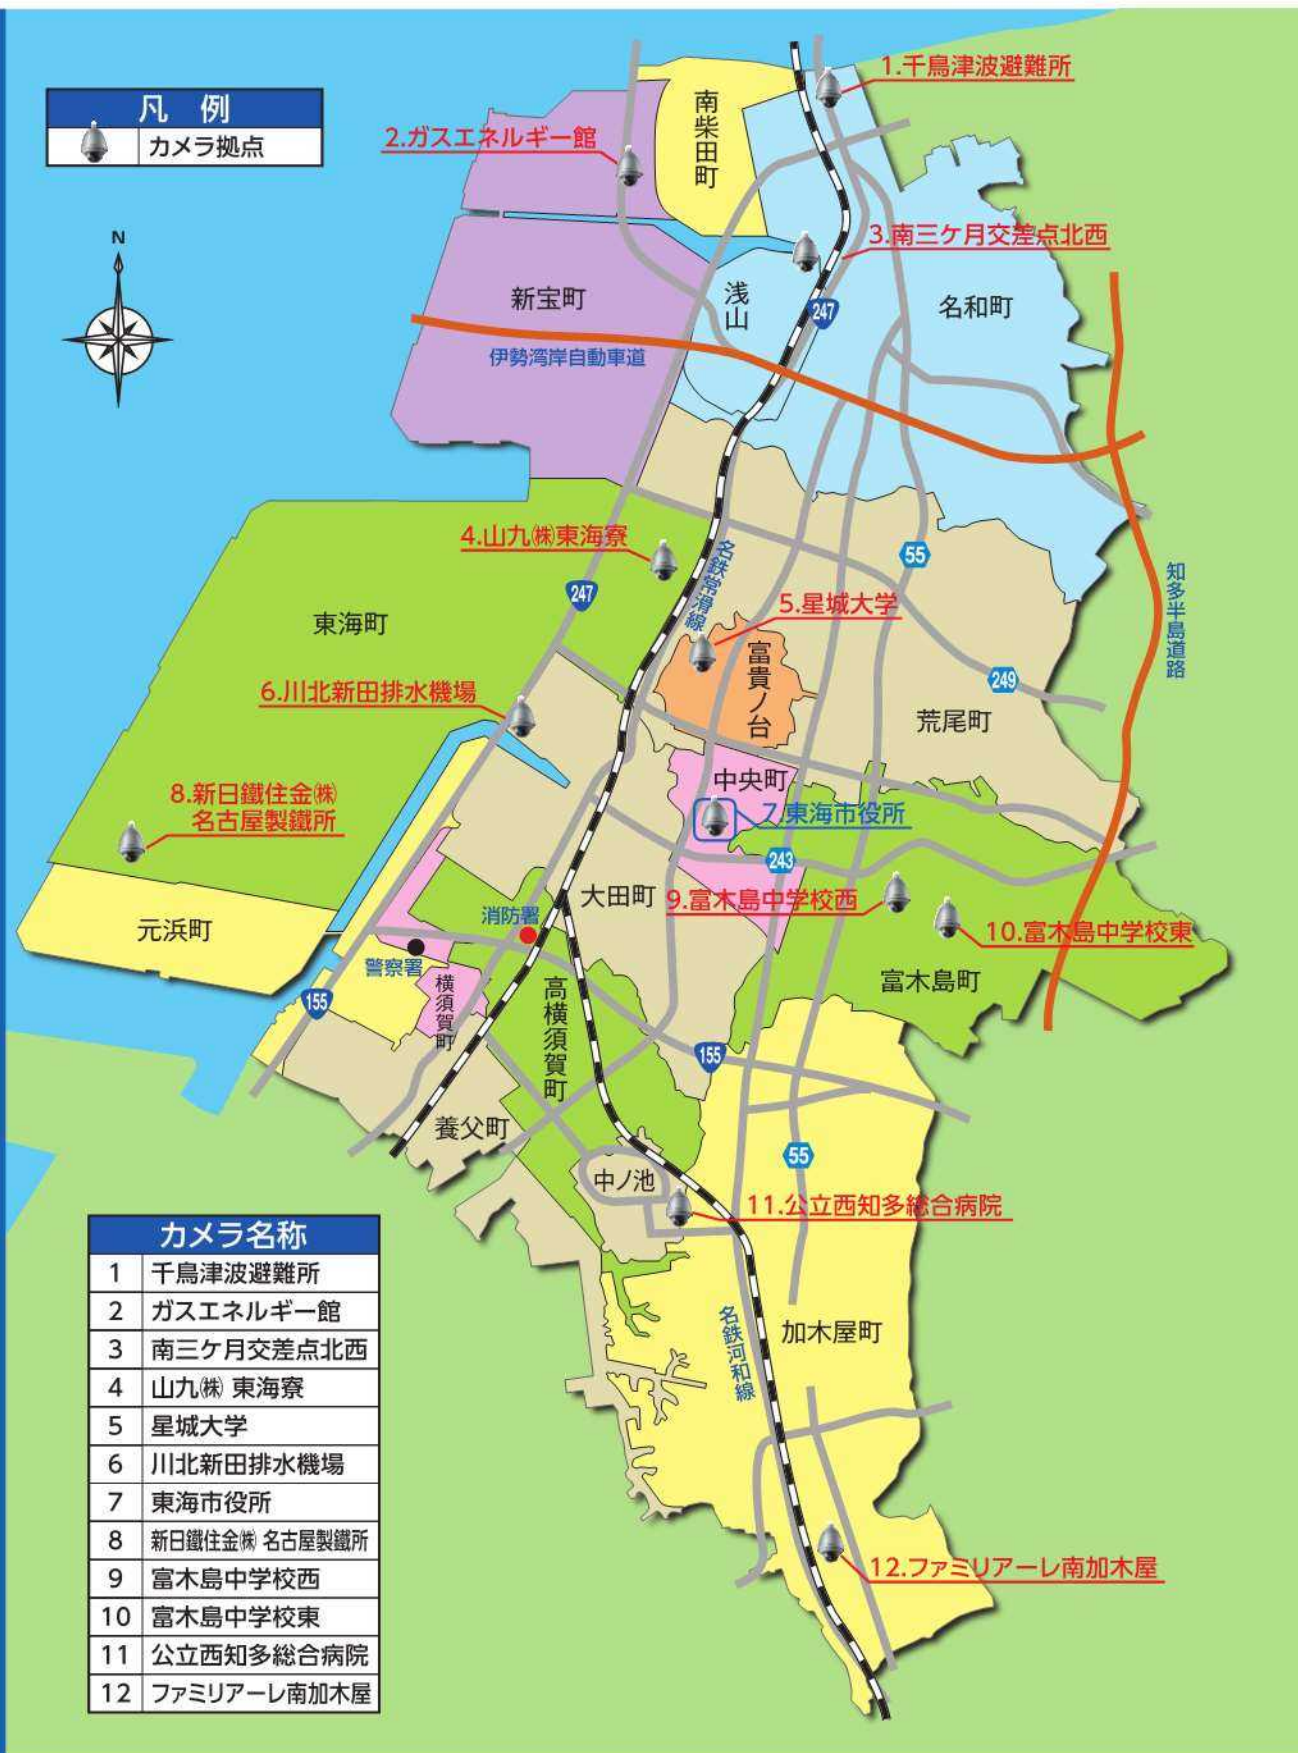 凡 例
カメラ拠点
N
1.千鳥津波避難所
2.ガスエネルギー館
南柴田町
3.南三ケ月交差点北西
新宝町
浅山
247
名和町
伊勢湾岸自動車道
4.山九㈱東海寮
名鉄常滑線
55
247
知多半島道路
東海町
5.星城大学
富貴ノ台
249
6.川北新田排水機場
荒尾町
中央町
8.新日鐵住金㈱
名古屋製鐵所
7.東海市役所
243
大田町
9.富木島中学校西
消防署
元浜町
10.富木島中学校東
警察署
横須賀町
高横須賀町
富木島町
155
155
養父町
55
中ノ池
11.公立西知多総合病院
名鉄河和線
加木屋町
12.ファミリアーレ南加木屋
カメラ名称
1 千鳥津波避難所
2 ガスエネルギー館
3 南三ケ月交差点北西
4 山九㈱ 東海寮
5 星城大学
6 川北新田排水機場
7 東海市役所
8 新日鐵住金㈱ 名古屋製鐵所
9 富木島中学校西
10 富木島中学校東
11 公立西知多総合病院
12 ファミリアーレ南加木屋